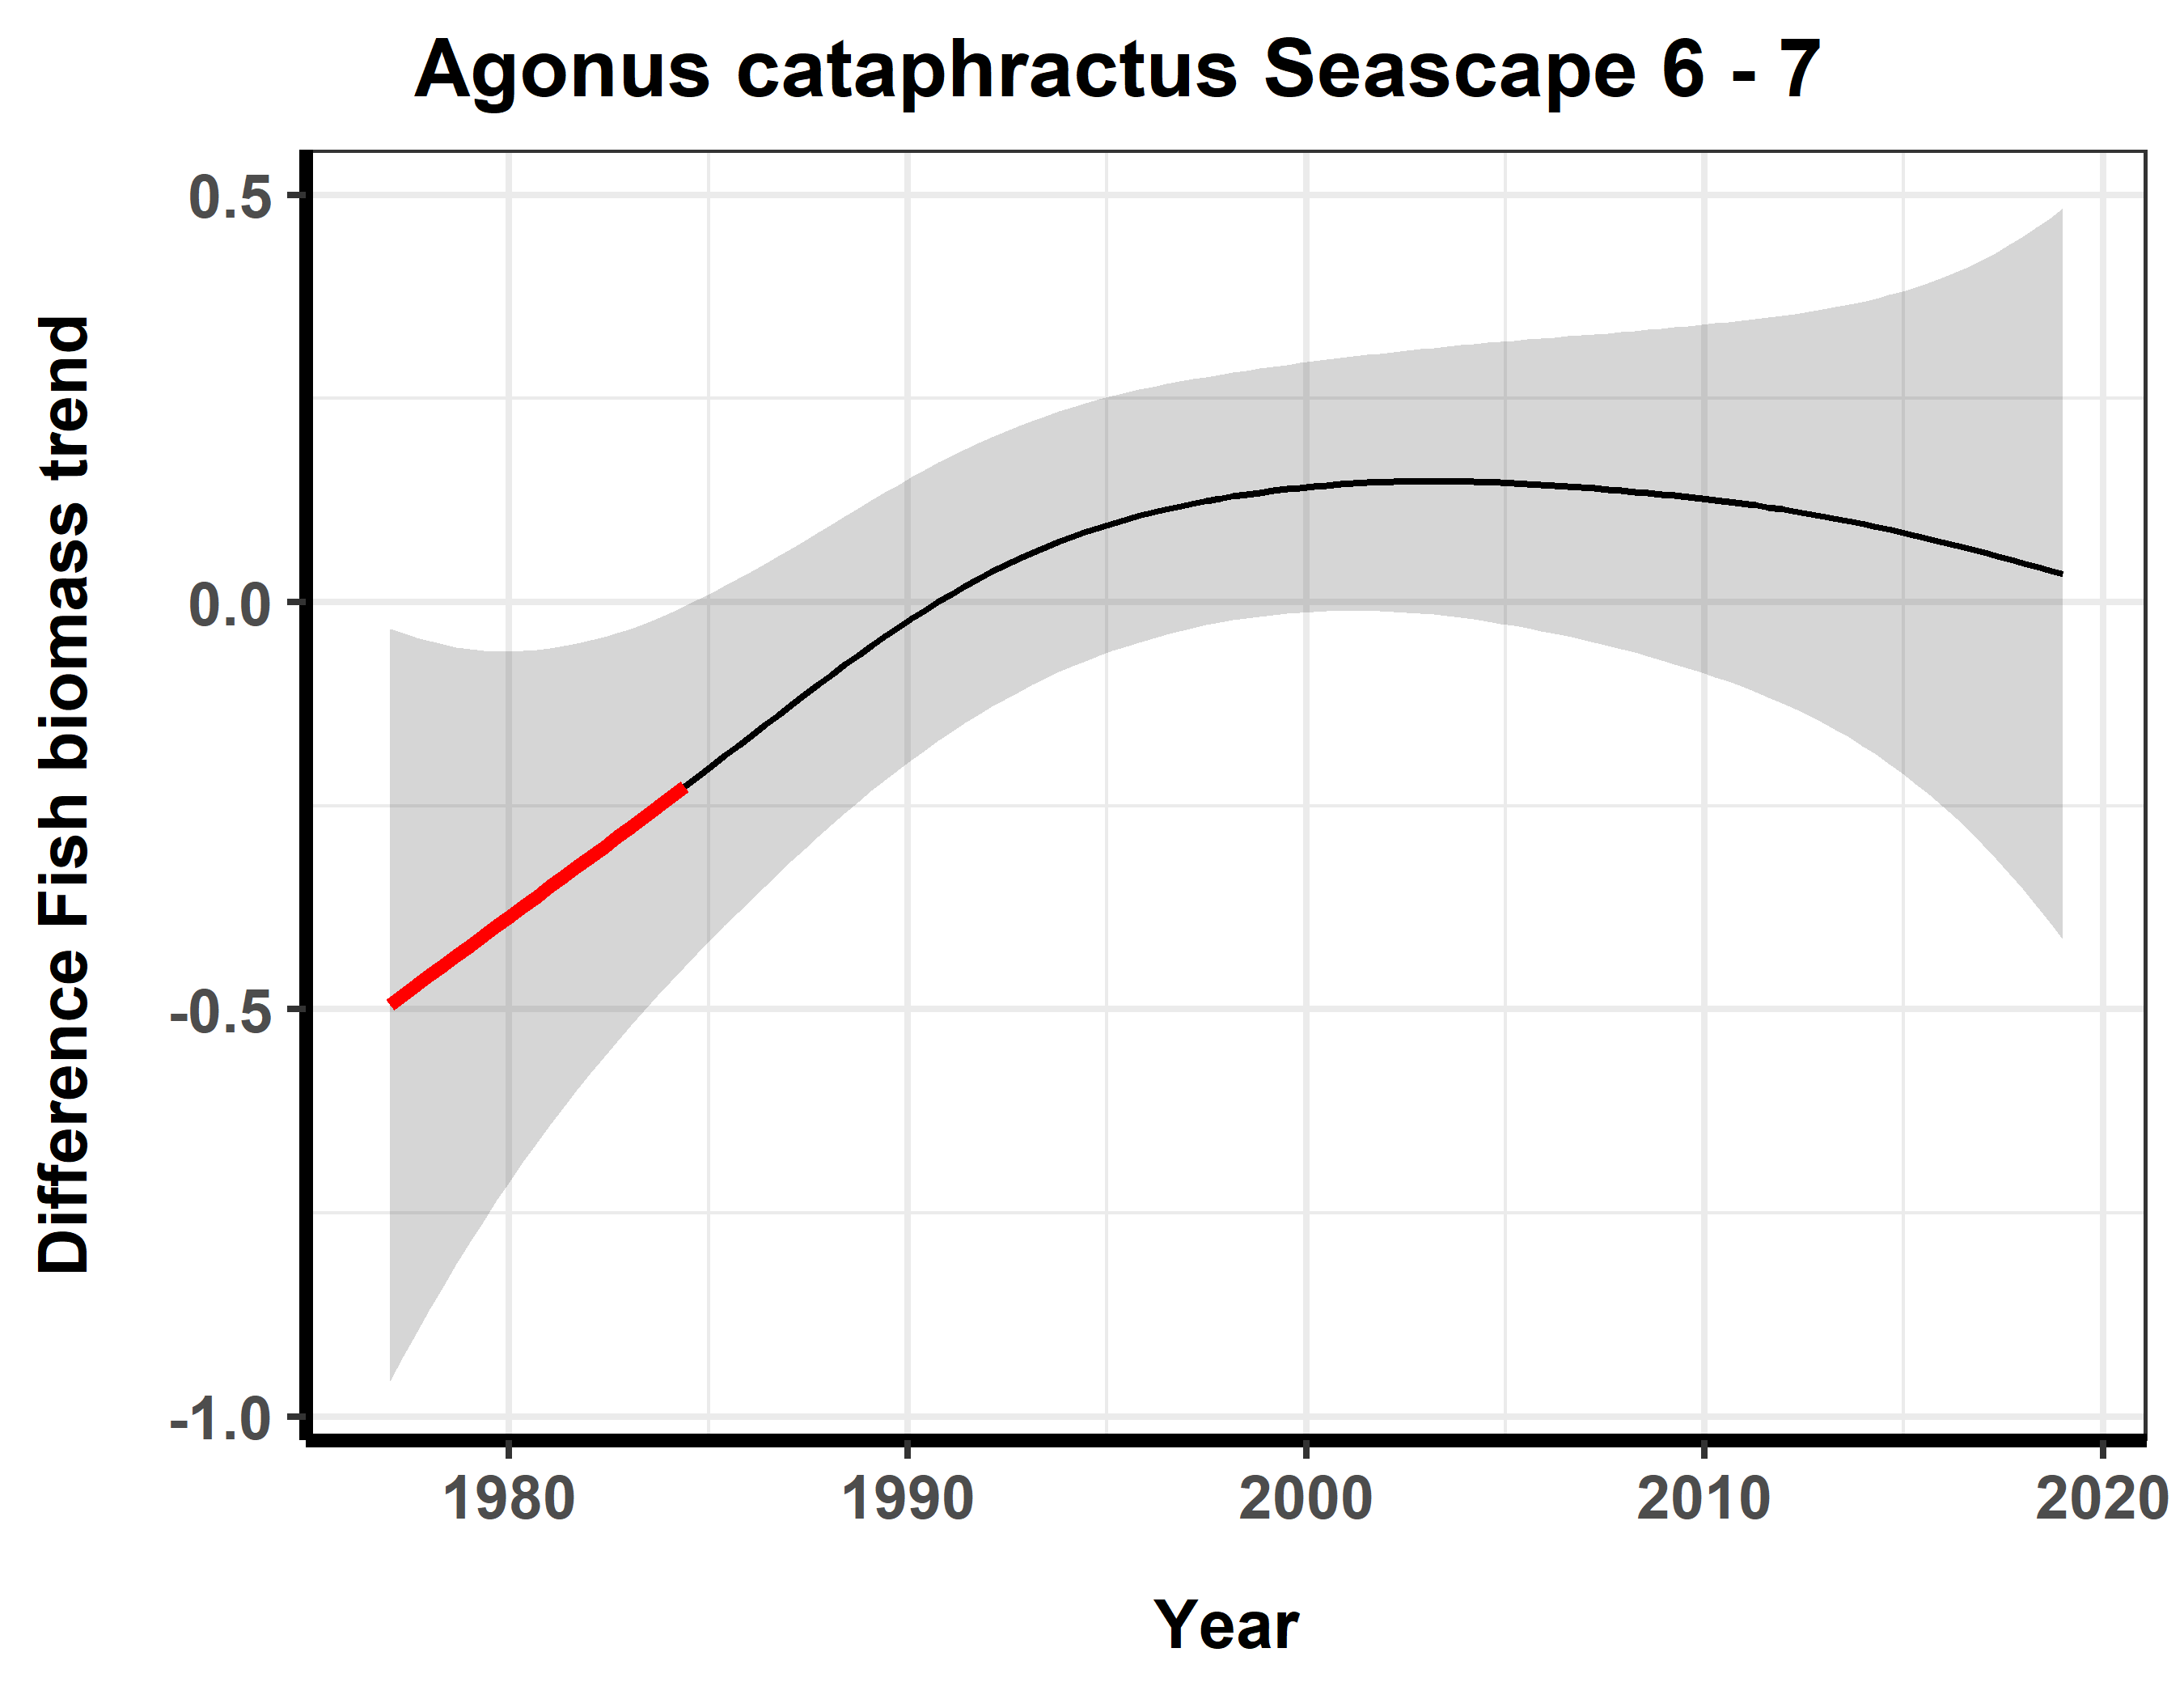 Agonus cataphractus Seascape 6 - 7
Difference Fish biomass trend
0.5
0.0
-0.5
-1.0
1980 1990 2000 2010 2020
Year